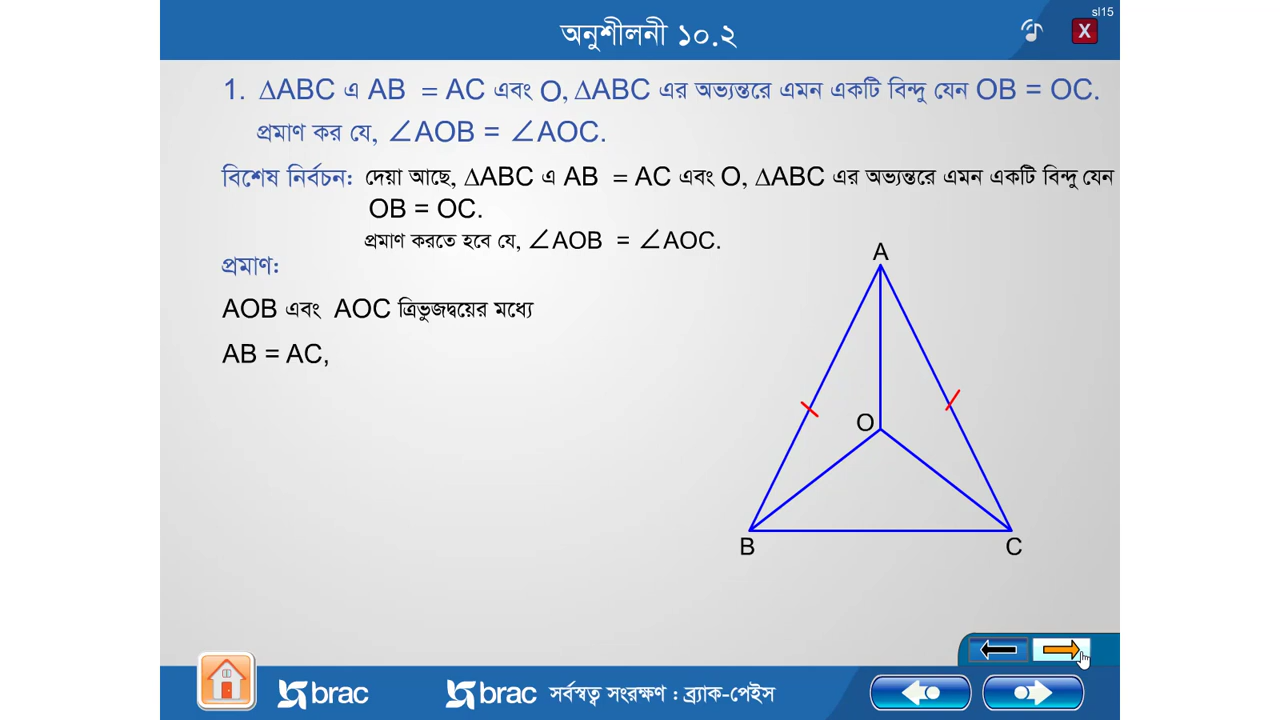 sl15
অনুশীলনী ১০.২
X
1. ∆ABC এ AB = AC এবং O, ∆ABC এর অভ্যন্তরে এমন একটি বিন্দু যেন OB = OC.
প্রমাণ কর যে, ∠AOB = ∠AOC.
বিশেষ নির্বচন: দেয়া আছে, ∆ABC এ AB = AC এবং O, ∆ABC এর অভ্যন্তরে এমন একটি বিন্দু যেন
OB = OC.
প্রমাণ করতে হবে যে, ∠AOB = ∠AOC.
প্রমাণ:
A
AOB এবং AOC ত্রিভুজদ্বয়ের মধ্যে
AB = AC,
O
B C
brac brac সর্বস্বত্ব সংরক্ষণ : ব্র্যাক-পেইস